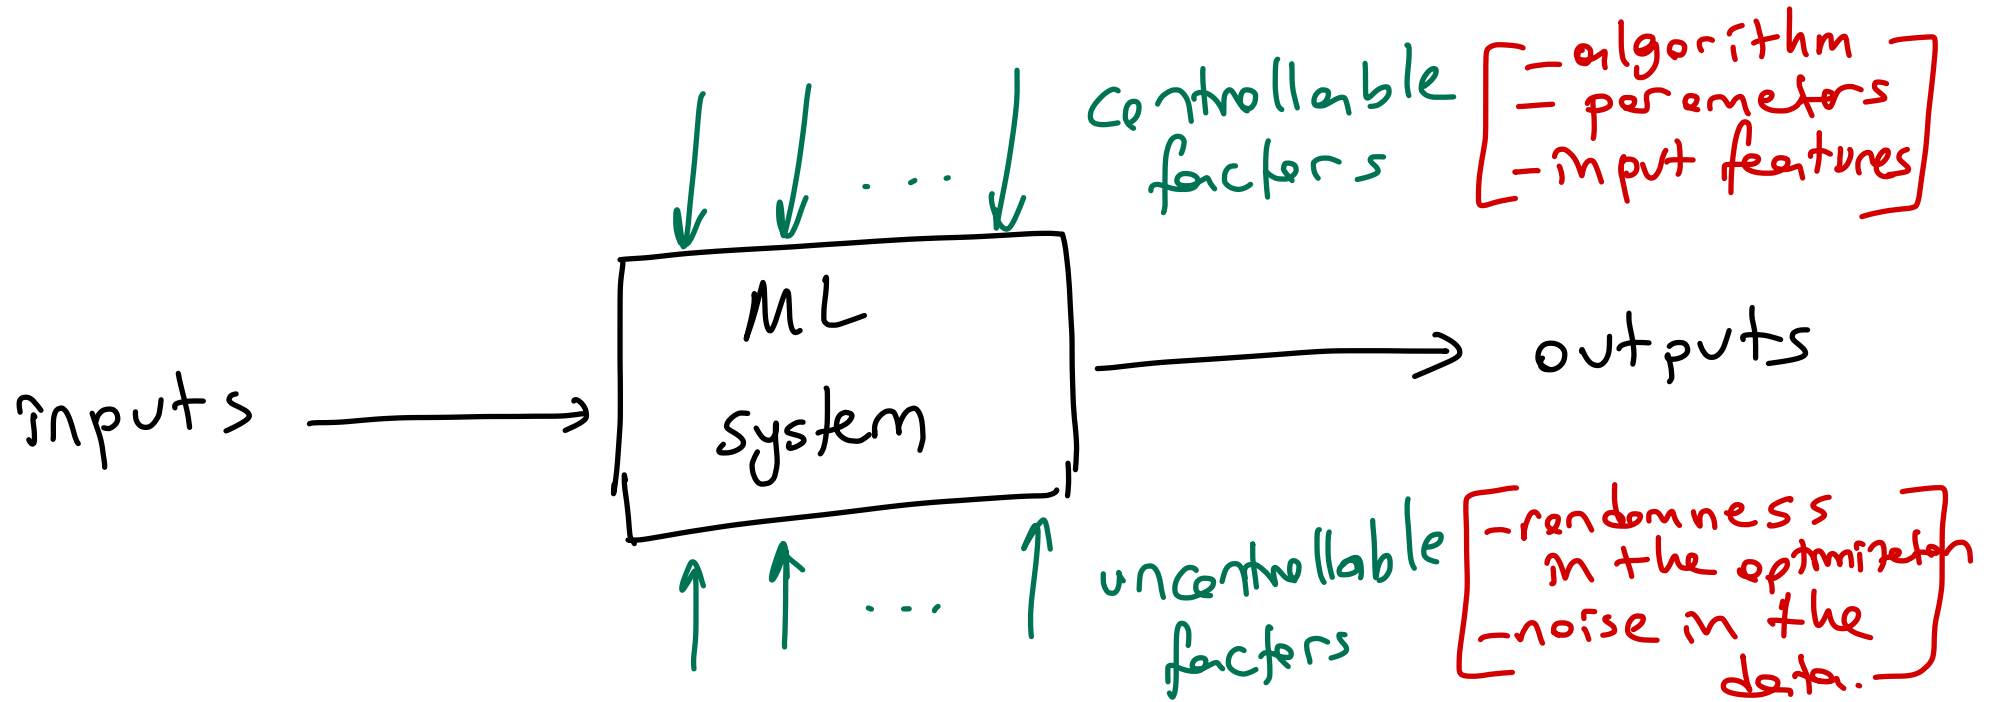 controllable
factors
- algorithm
- parameters
- input features
ML
system
inputs
outputs
uncontrollable
factors
- randomness
in the optimization
- noise in the
data.